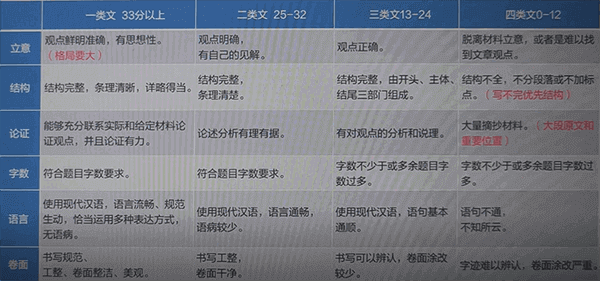 一类文 33分以上
二类文 25-32
三类文13-24
四类文0-12
立意
观点鲜明准确，有思想性。
（格局要大）
观点明确，
有自己的见解。
观点正确。
脱离材料立意，或者是难以找
到文章观点。
结构
结构完整，条理清晰，详略得当。
结构完整，
条理清楚。
结构完整，由开头、主体、
结尾三部门组成。
结构不全，不分段落或不加标
点。（写不完优先结构）
论证
能够充分联系实际和给定材料论
证观点，并且论证有力。
论述分析有理有据。
有对观点的分析和说理。
大量摘抄材料。（大段原文和
重要位置）
字数
符合题目字数要求。
符合题目字数要求。
字数不少于或多余题目字
数过多。
字数不少于或多余题目字数过
多。
语言
使用现代汉语，语言流畅、规范
生动，恰当运用多种表达方式，
无语病。
使用现代汉语，语言通畅，
语病较少。
使用现代汉语，语句基本
通顺。
语句不通，
不知所云。
卷面
书写规范、
工整、卷面整洁、美观。
书写工整，
卷面干净。
书写可以辨认，卷面涂改
较少。
字迹难以辨认，卷面涂改严重。